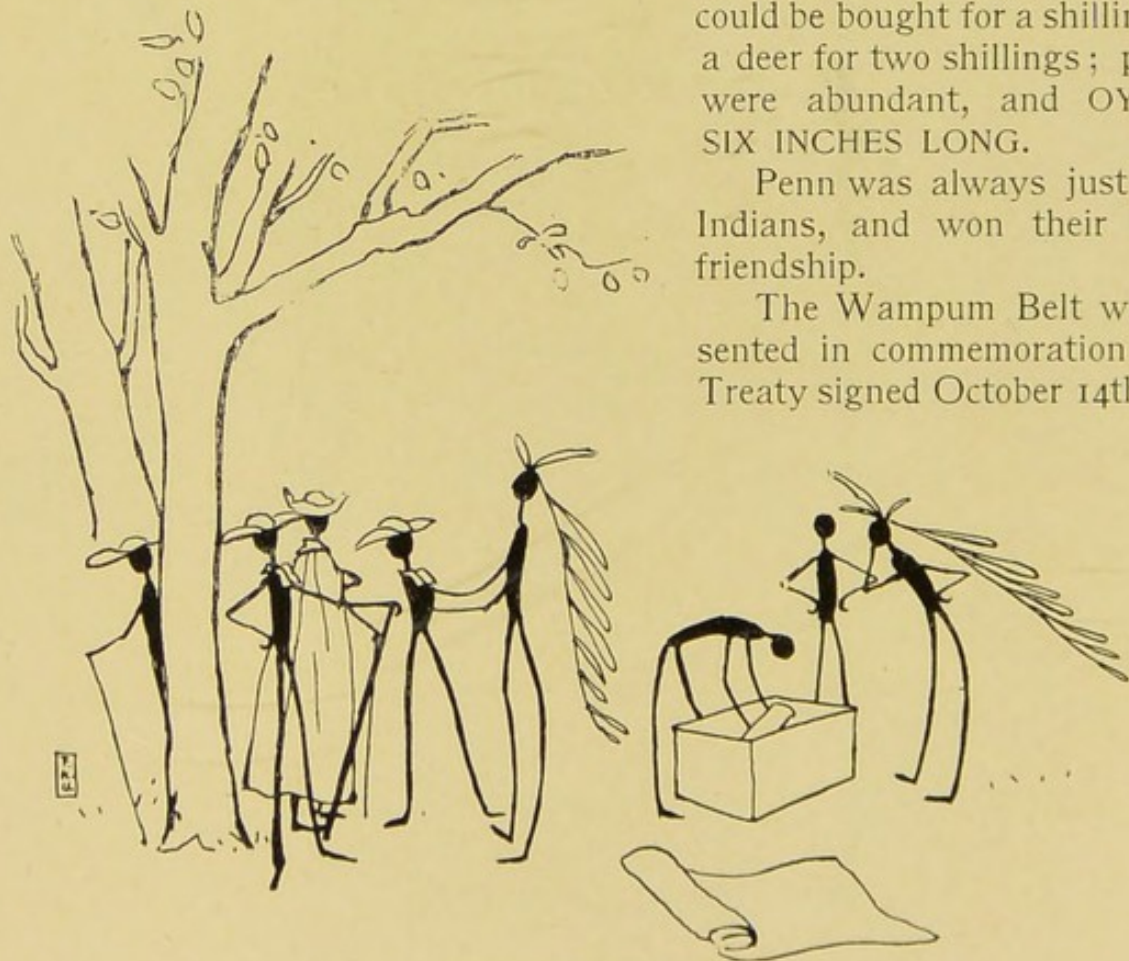 could be bought for a shillin
a deer for two shillings; p
were abundant, and OY
SIX INCHES LONG.
Penn was always just
Indians, and won their
friendship.
The Wampum Belt w
sented in commemoration
Treaty signed October 14th